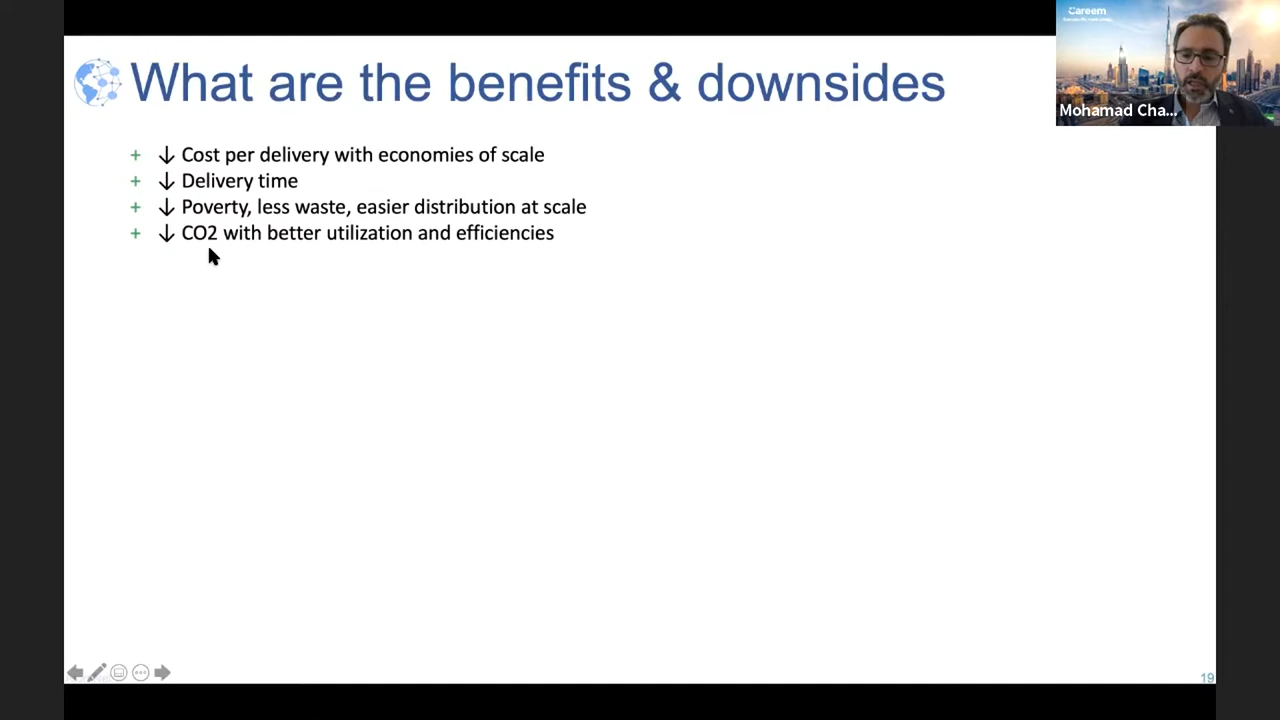 What are the benefits & downsides
+ ↓ Cost per delivery with economies of scale
+ ↓ Delivery time
+ ↓ Poverty, less waste, easier distribution at scale
+ ↓ CO2 with better utilization and efficiencies
Careem
Mohamad Cha...
19